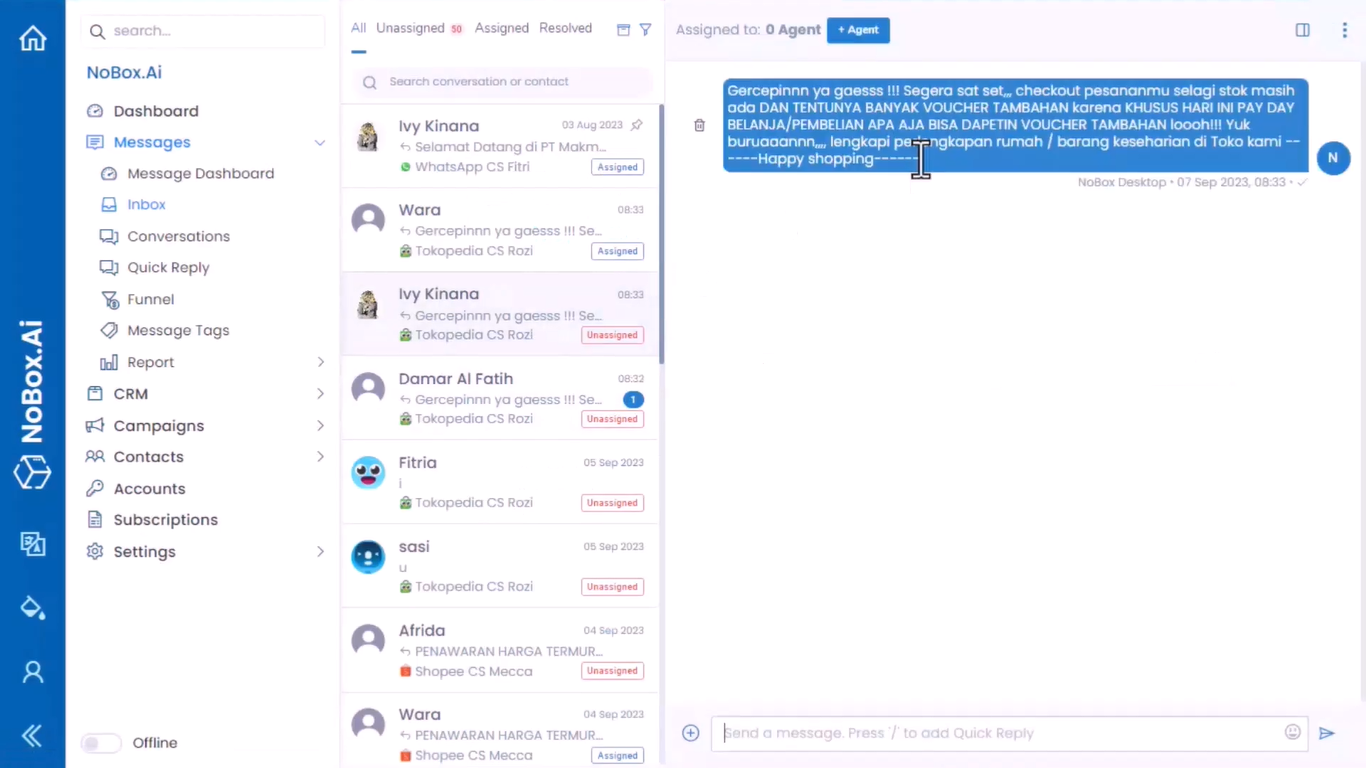 NoBox.Ai
search...
NoBox.Ai
Dashboard
Messages
Message Dashboard
Inbox
Conversations
Quick Reply
Funnel
Message Tags
Report
CRM
Campaigns
Contacts
Accounts
Subscriptions
Settings
Offline
All Unassigned 50 Assigned Resolved
Search conversation or contact
Ivy Kinana 03 Aug 2023
Selamat Datang di PT Makm...
WhatsApp CS Fitri Assigned
Wara 08:33
Gercepinnn ya gaesss !!! Se...
Tokopedia CS Rozi Assigned
Ivy Kinana 08:33
Gercepinnn ya gaesss !!! Se...
Tokopedia CS Rozi Unassigned
Damar Al Fatih 08:32
Gercepinnn ya gaesss !!! Se... 1
Tokopedia CS Rozi Unassigned
Fitria 05 Sep 2023
i
Tokopedia CS Rozi Unassigned
sasi 05 Sep 2023
u
Tokopedia CS Rozi Unassigned
Afrida 04 Sep 2023
PENAWARAN HARGA TERMUR...
Shopee CS Mecca Unassigned
Wara 04 Sep 2023
PENAWARAN HARGA TERMUR...
Shopee CS Mecca Assigned
Assigned to: 0 Agent + Agent
Gercepinnn ya gaesss !!! Segera sat set,,, checkout pesananmu selagi stok masih
ada DAN TENTUNYA BANYAK VOUCHER TAMBAHAN karena KHUSUS HARI INI PAY DAY
BELANJA/PEMBELIAN APA AJA BISA DAPETIN VOUCHER TAMBAHAN loooh!!! Yuk
buruaaannn,,,, lengkapi perlengkapan rumah / barang keseharian di Toko kami --
------Happy shopping------
N
NoBox Desktop • 07 Sep 2023, 08:33 •
Send a message. Press '/' to add Quick Reply